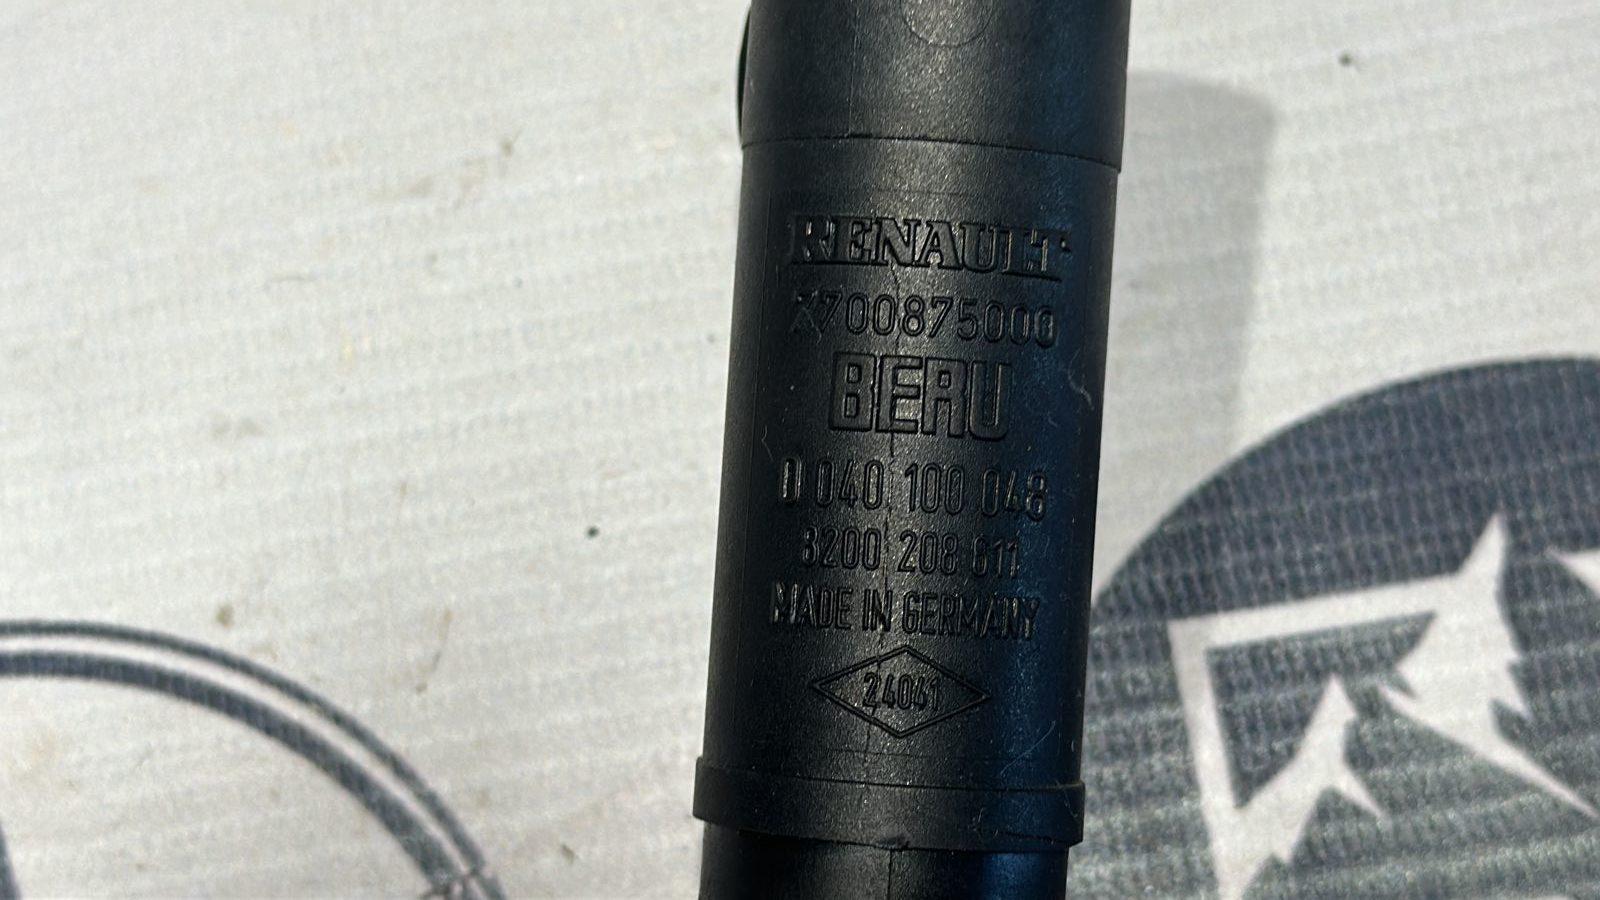 RENAULT
7700875000
BERU
0 040 100 048
8200 208 611
MADE IN GERMANY
24041